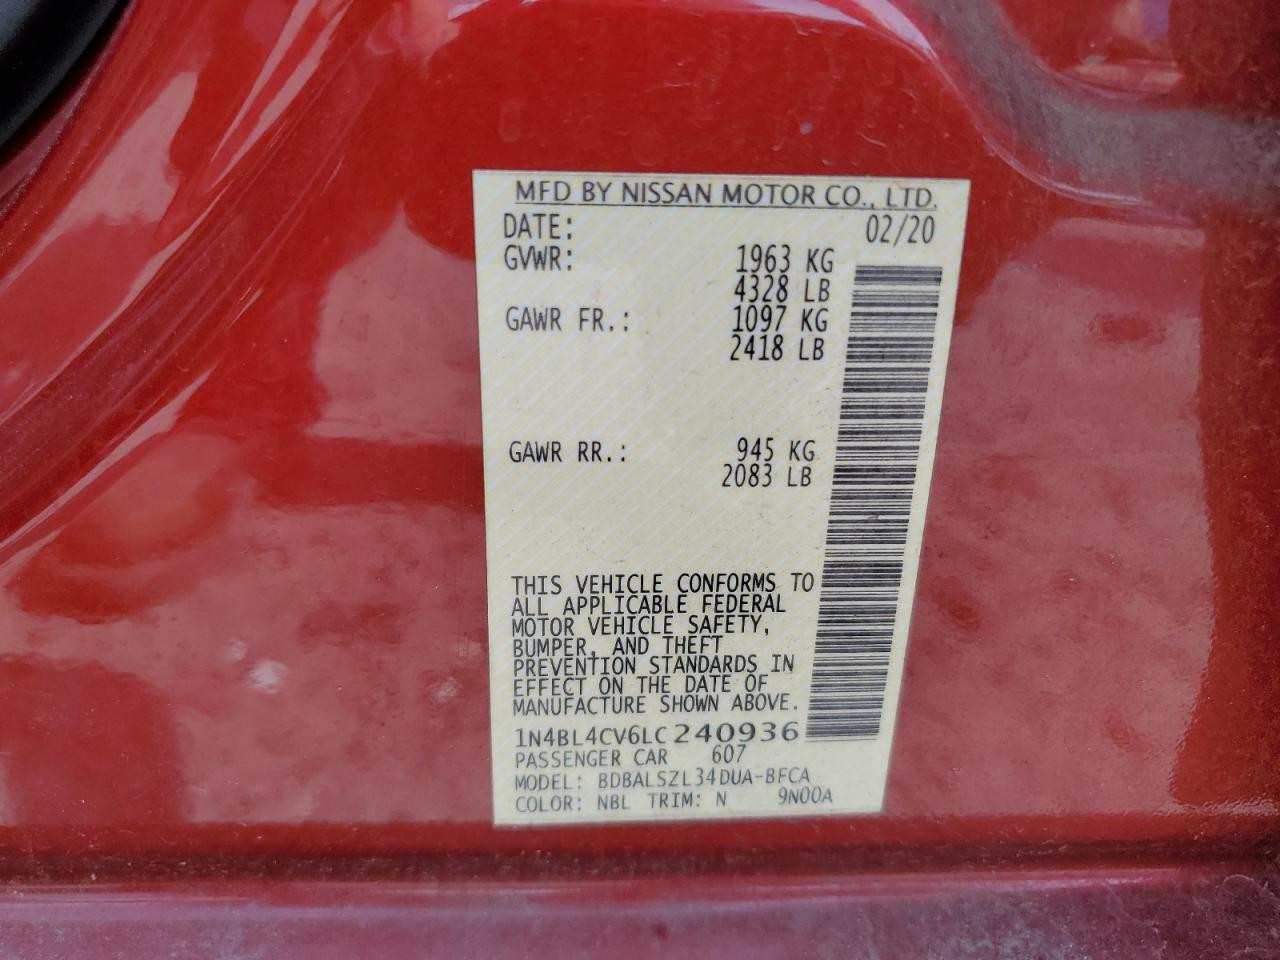 MFD BY NISSAN MOTOR CO., LTD.
DATE: 02/20
GVWR: 1963 KG
4328 LB
GAWR FR.: 1097 KG
2418 LB
GAWR RR.: 945 KG
2083 LB
THIS VEHICLE CONFORMS TO
ALL APPLICABLE FEDERAL
MOTOR VEHICLE SAFETY,
BUMPER, AND THEFT
PREVENTION STANDARDS IN
EFFECT ON THE DATE OF
MANUFACTURE SHOWN ABOVE.
1N4BL4CV6LC240936
PASSENGER CAR 607
MODEL: BDBALSZL34DUA-BFCA
COLOR: NBL TRIM: N 9N00A